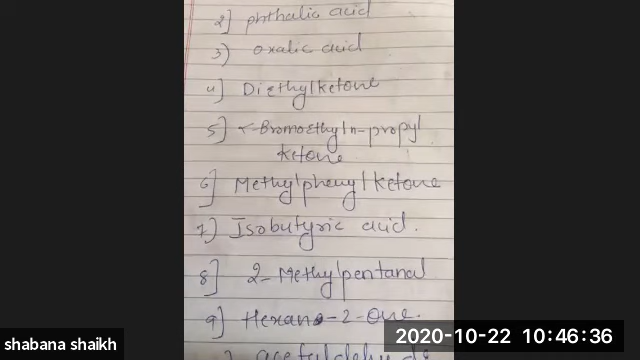 2] phthalic acid
3) oxalic acid
4] Diethylketone
5] α-Bromoethyl n-propyl
ketone
6] Methylphenylketone
7) Isobutyric acid.
8] 2-Methylpentanal
9] Hexano-2-one.
acetaldehyde
shabana shaikh
2020-10-22 10:46:36